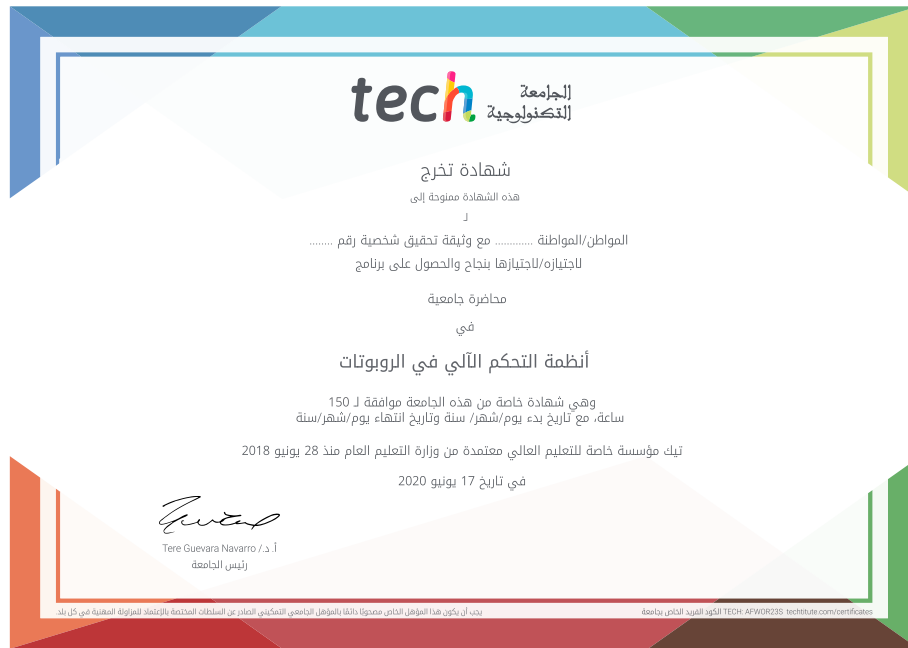 tech الجامعة
التكنولوجية
شهادة تخرج
هذه الشهادة ممنوحة إلى
لـ
المواطن/المواطنة ............ مع وثيقة تحقيق شخصية رقم ........
لاجتيازه/لاجتيازها بنجاح والحصول على برنامج
محاضرة جامعية
في
أنظمة التحكم الآلي في الروبوتات
وهي شهادة خاصة من هذه الجامعة موافقة لـ 150
ساعة، مع تاريخ بدء يوم/شهر/ سنة وتاريخ انتهاء يوم/شهر/سنة
تيك مؤسسة خاصة للتعليم العالي معتمدة من وزارة التعليم العام منذ 28 يونيو 2018
في تاريخ 17 يونيو 2020
أ. د./ Tere Guevara Navarro
رئيس الجامعة
يجب أن يكون هذا المؤهل الخاص مصحوبًا دائمًا بالمؤهل الجامعي التمكيني الصادر عن السلطات المختصة بالإعتماد للمزاولة المهنية في كل بلد.
الكود الفريد الخاص بجامعة TECH: AFWOR23S techtitute.com/certificates